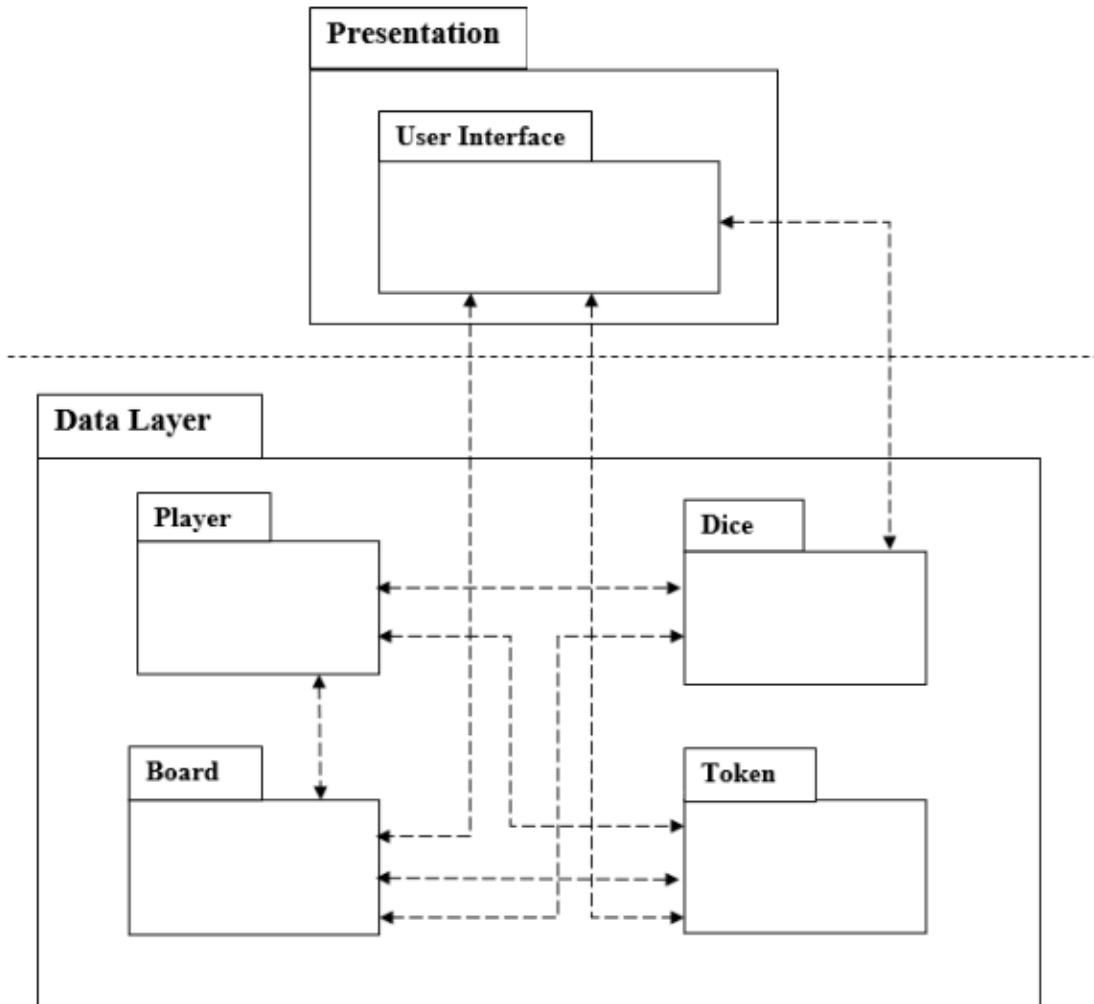 Presentation
User Interface
Data Layer
Player
Dice
Board
Token